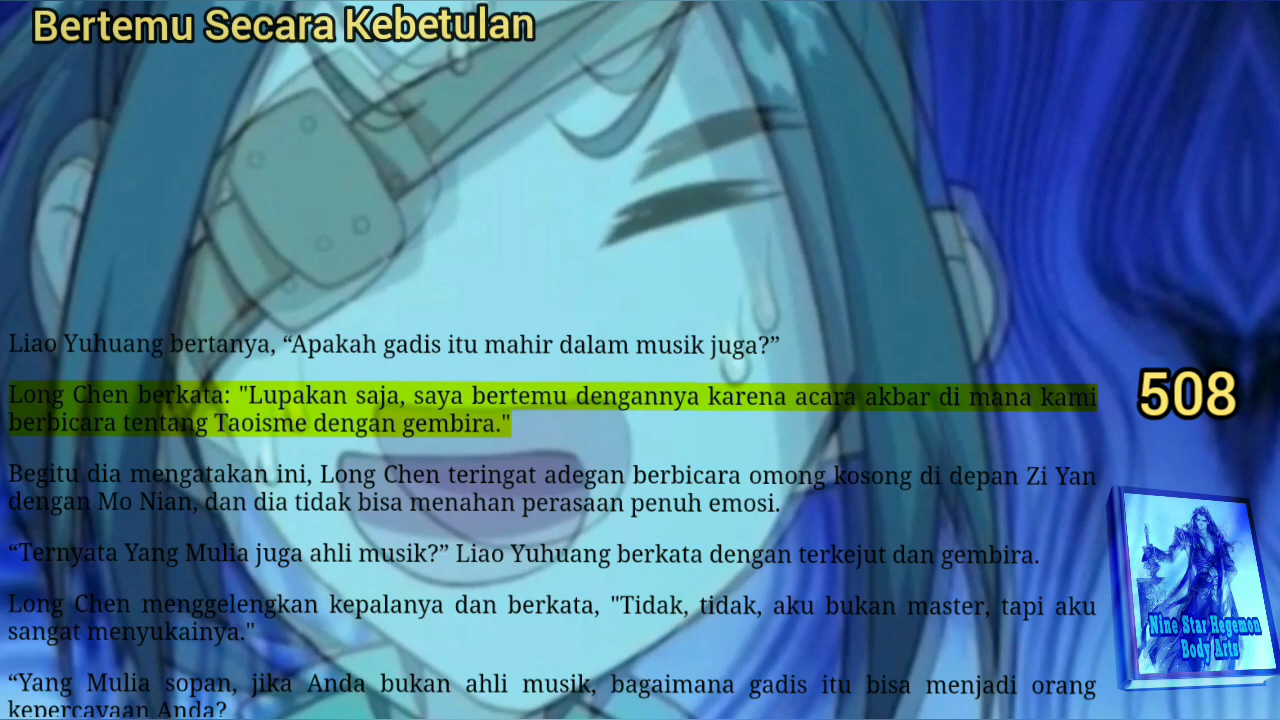 Bertemu Secara Kebetulan
Liao Yuhuang bertanya, “Apakah gadis itu mahir dalam musik juga?”
Long Chen berkata: "Lupakan saja, saya bertemu dengannya karena acara akbar di mana kami
berbicara tentang Taoisme dengan gembira."
508
Begitu dia mengatakan ini, Long Chen teringat adegan berbicara omong kosong di depan Zi Yan
dengan Mo Nian, dan dia tidak bisa menahan perasaan penuh emosi.
“Ternyata Yang Mulia juga ahli musik?” Liao Yuhuang berkata dengan terkejut dan gembira.
Long Chen menggelengkan kepalanya dan berkata, "Tidak, tidak, aku bukan master, tapi aku
sangat menyukainya."
Nine Star Hegemon
Body Arts
“Yang Mulia sopan, jika Anda bukan ahli musik, bagaimana gadis itu bisa menjadi orang
kepercayaan Anda?